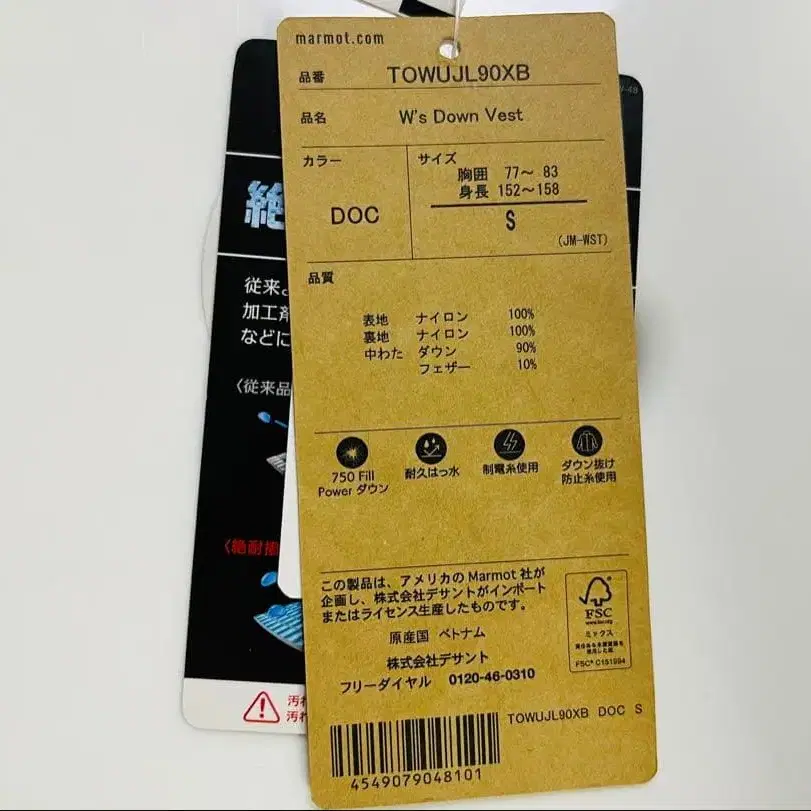 marmot.com
品番 TOWUJL90XB
品名 W's Down Vest
カラー
サイズ
胸囲 77〜 83
身長 152〜158
DOC
S
(JM-WST)
品質
表地 ナイロン 100%
裏地 ナイロン 100%
中わた ダウン 90%
フェザー 10%
750 Fill
Power ダウン
耐久はっ水
制電糸使用
ダウン抜け
防止糸使用
この製品は、アメリカの Marmot 社が
企画し、株式会社デサントがインポート
またはライセンス生産したものです。
原産国 ベトナム
株式会社デサント
フリーダイヤル 0120-46-0310
FSC
ミックス
FSC® C151994
TOWUJL90XB DOC S
4549079048101
絶
従来よ
加工剤
などに
〈従来品
〈絶耐撥
汚れ
汚れ